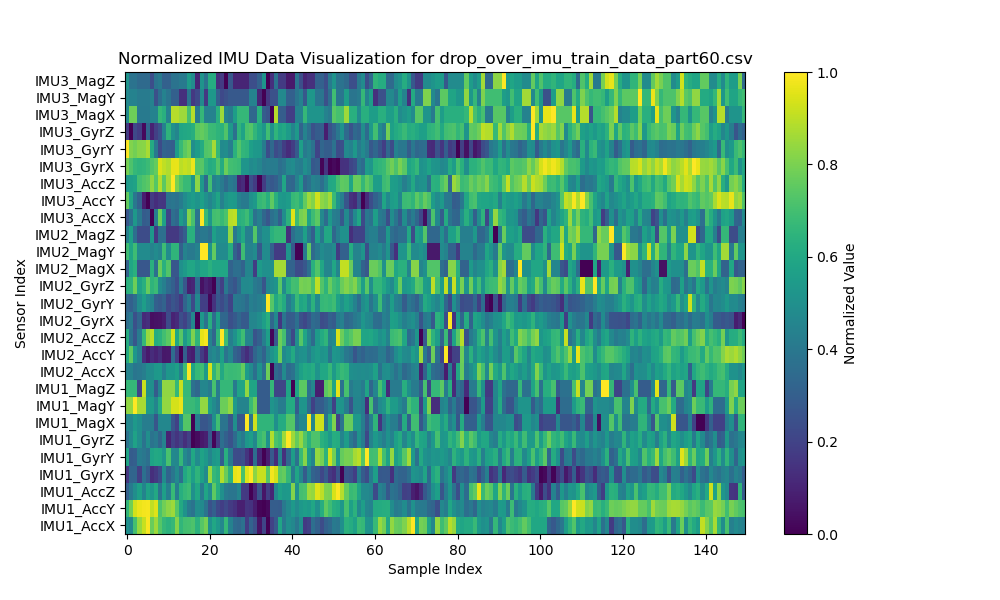 Normalized IMU Data Visualization for drop_over_imu_train_data_part60.csv
IMU3_MagZ
IMU3_MagY
IMU3_MagX
IMU3_GyrZ
IMU3_GyrY
IMU3_GyrX
IMU3_AccZ
IMU3_AccY
IMU3_AccX
IMU2_MagZ
IMU2_MagY
IMU2_MagX
IMU2_GyrZ
IMU2_GyrY
IMU2_GyrX
IMU2_AccZ
IMU2_AccY
IMU2_AccX
IMU1_MagZ
IMU1_MagY
IMU1_MagX
IMU1_GyrZ
IMU1_GyrY
IMU1_GyrX
IMU1_AccZ
IMU1_AccY
IMU1_AccX
Sensor Index
0 20 40 60 80 100 120 140
Sample Index
1.0
0.8
0.6
0.4
0.2
0.0
Normalized Value